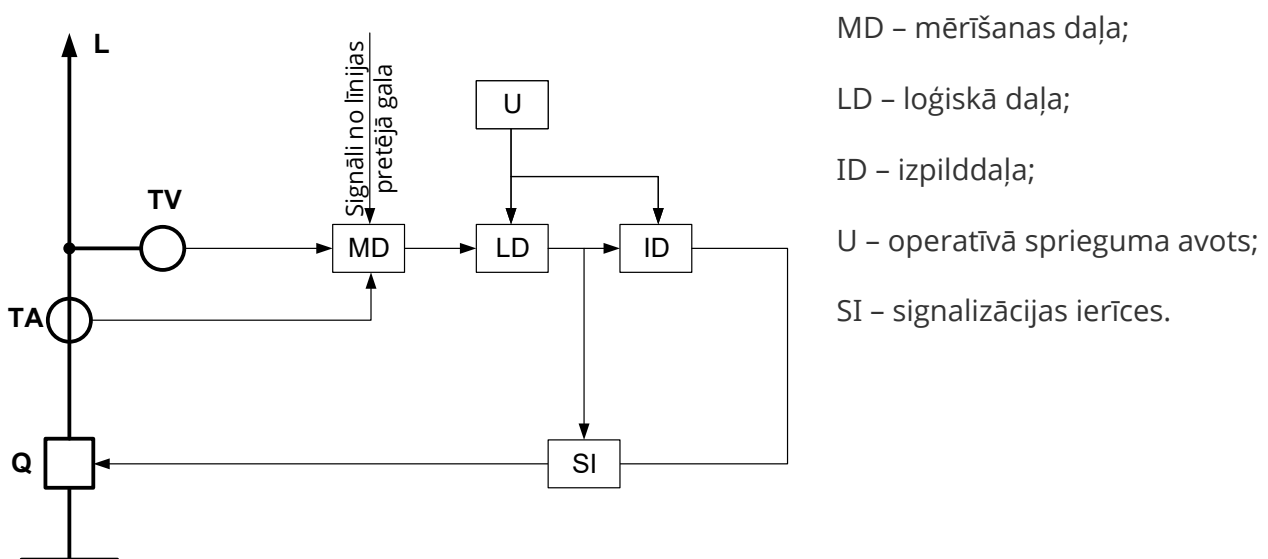 L
Signāli no līnijas
pretējā gala
U
TV
MD
LD
ID
TA
Q
SI
MD – mērīšanas daļa;
LD – loģiskā daļa;
ID – izpilddaļa;
U – operatīvā sprieguma avots;
SI – signalizācijas ierīces.